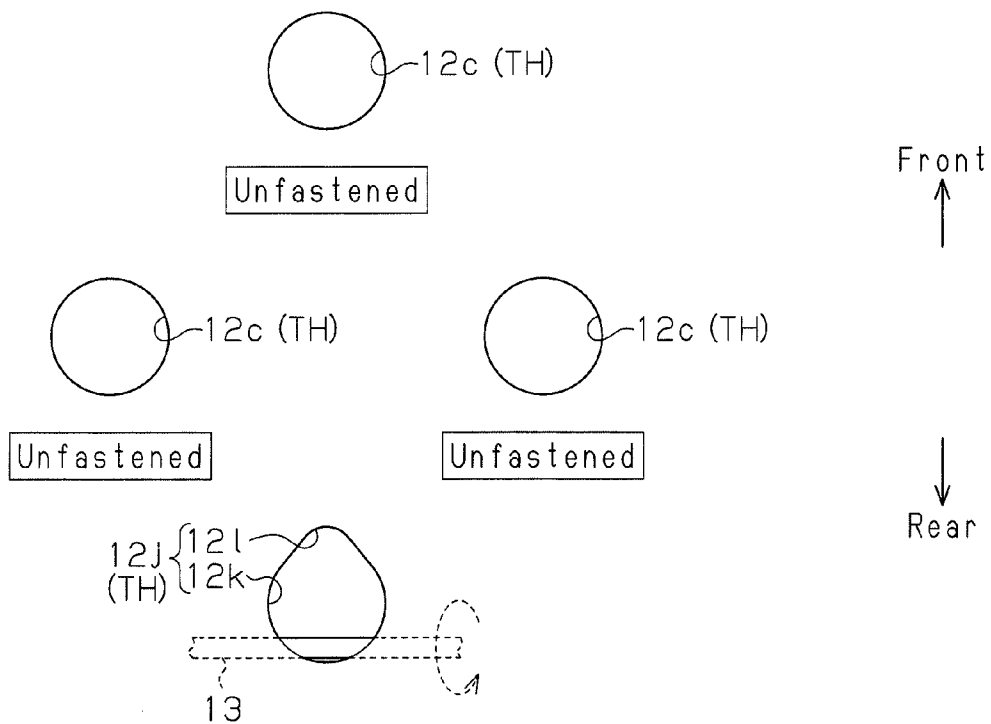 12c (TH)
Unfastened
Front
12c (TH)
12c (TH)
Unfastened
Unfastened
Rear
12j
(TH)
12l
12k
13